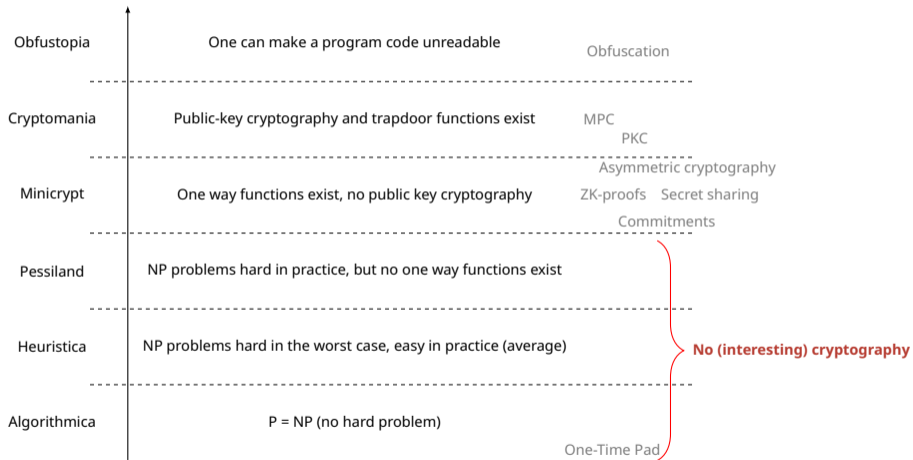 Obfustopia
One can make a program code unreadable
Obfuscation
Cryptomania
Public-key cryptography and trapdoor functions exist
MPC
PKC
Asymmetric cryptography
Minicrypt
One way functions exist, no public key cryptography
ZK-proofs
Secret sharing
Commitments
Pessiland
NP problems hard in practice, but no one way functions exist
Heuristica
NP problems hard in the worst case, easy in practice (average)
No (interesting) cryptography
Algorithmica
P = NP (no hard problem)
One-Time Pad